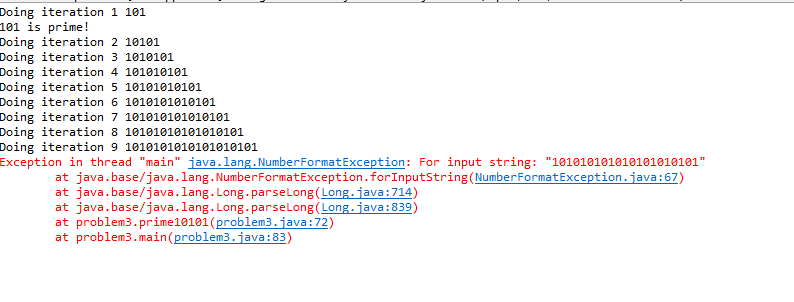 Doing iteration 1 101
101 is prime!
Doing iteration 2 10101
Doing iteration 3 1010101
Doing iteration 4 101010101
Doing iteration 5 10101010101
Doing iteration 6 1010101010101
Doing iteration 7 101010101010101
Doing iteration 8 10101010101010101
Doing iteration 9 1010101010101010101
Exception in thread "main" java.lang.NumberFormatException: For input string: "101010101010101010101"
at java.base/java.lang.NumberFormatException.forInputString(NumberFormatException.java:67)
at java.base/java.lang.Long.parseLong(Long.java:714)
at java.base/java.lang.Long.parseLong(Long.java:839)
at problem3.prime10101(problem3.java:72)
at problem3.main(problem3.java:83)